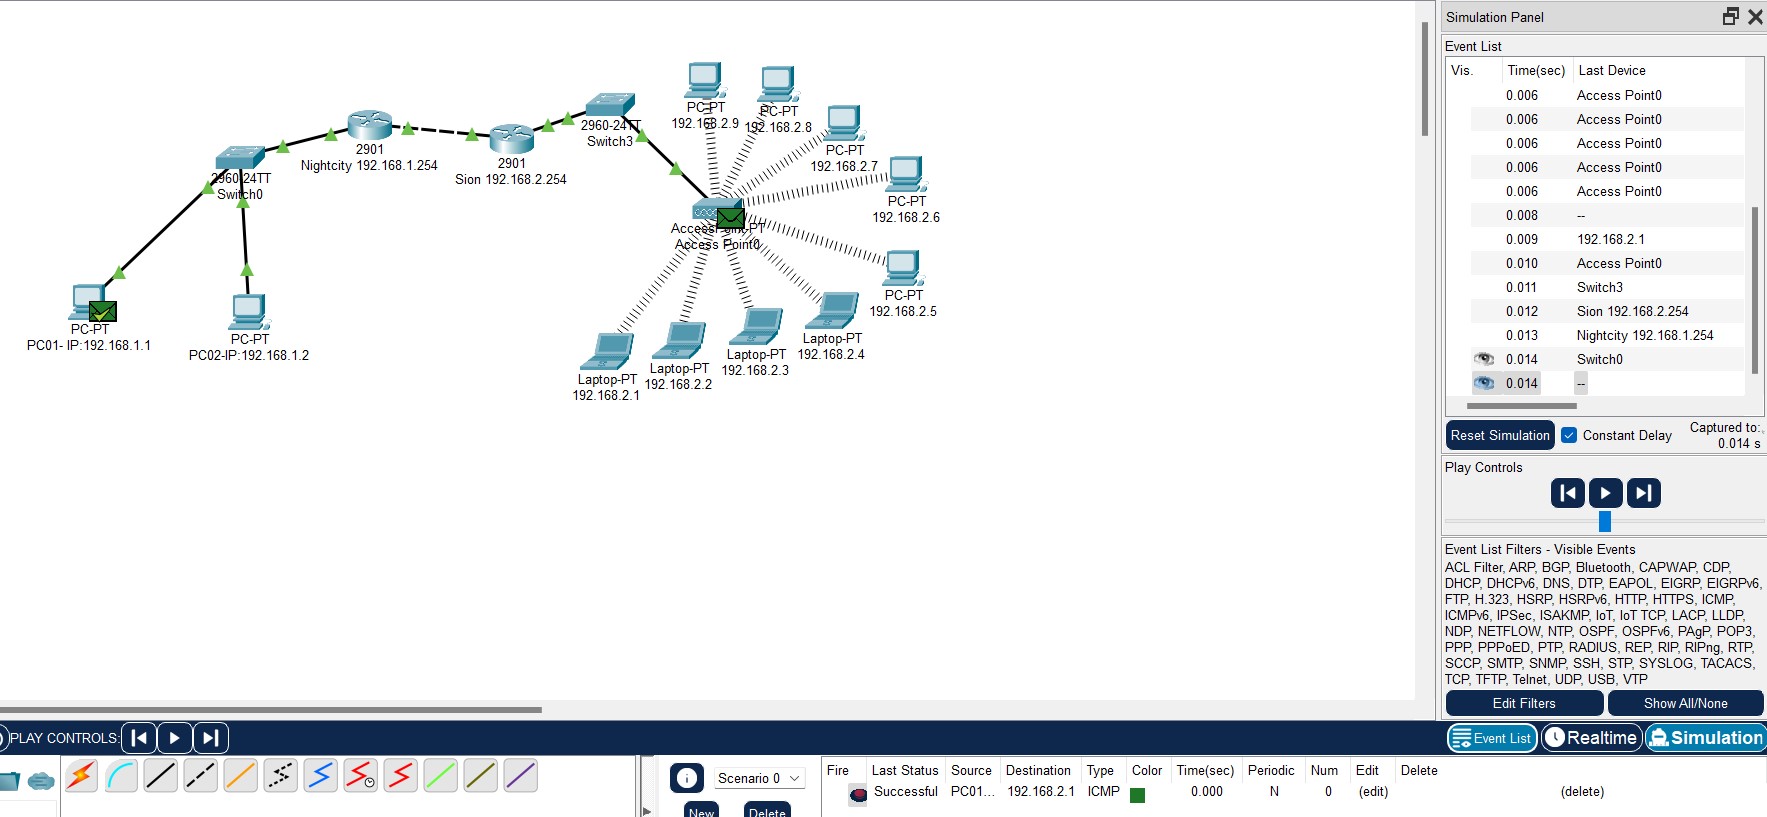 PC-PT
192.168.2.9
PC-PT
192.168.2.8
PC-PT
192.168.2.7
PC-PT
192.168.2.6
PC-PT
192.168.2.5
2960-24TT
Switch3
2901
Nightcity 192.168.1.254
2901
Sion 192.168.2.254
2960-24TT
Switch0
AccessPoint-PT
Access Point0
PC-PT
PC01- IP:192.168.1.1
PC-PT
PC02-IP:192.168.1.2
Laptop-PT
192.168.2.1
Laptop-PT
192.168.2.2
Laptop-PT
192.168.2.3
Laptop-PT
192.168.2.4
Simulation Panel
Event List
Vis. Time(sec) Last Device
0.006 Access Point0
0.006 Access Point0
0.006 Access Point0
0.006 Access Point0
0.006 Access Point0
0.008 --
0.009 192.168.2.1
0.010 Access Point0
0.011 Switch3
0.012 Sion 192.168.2.254
0.013 Nightcity 192.168.1.254
0.014 Switch0
0.014 --
Reset Simulation Constant Delay Captured to:
0.014 s
Play Controls
Event List Filters - Visible Events
ACL Filter, ARP, BGP, Bluetooth, CAPWAP, CDP,
DHCP, DHCPv6, DNS, DTP, EAPOL, EIGRP, EIGRPv6,
FTP, H.323, HSRP, HSRPv6, HTTP, HTTPS, ICMP,
ICMPv6, IPSec, ISAKMP, IoT, IoT TCP, LACP, LLDP,
NDP, NETFLOW, NTP, OSPF, OSPFv6, PAgP, POP3,
PPP, PPPoED, PTP, RADIUS, REP, RIP, RIPng, RTP,
SCCP, SMTP, SNMP, SSH, STP, SYSLOG, TACACS,
TCP, TFTP, Telnet, UDP, USB, VTP
Edit Filters Show All/None
PLAY CONTROLS: Event List Realtime Simulation
Scenario 0
New Delete
Fire Last Status Source Destination Type Color Time(sec) Periodic Num Edit Delete
Successful PC01... 192.168.2.1 ICMP 0.000 N 0 (edit) (delete)